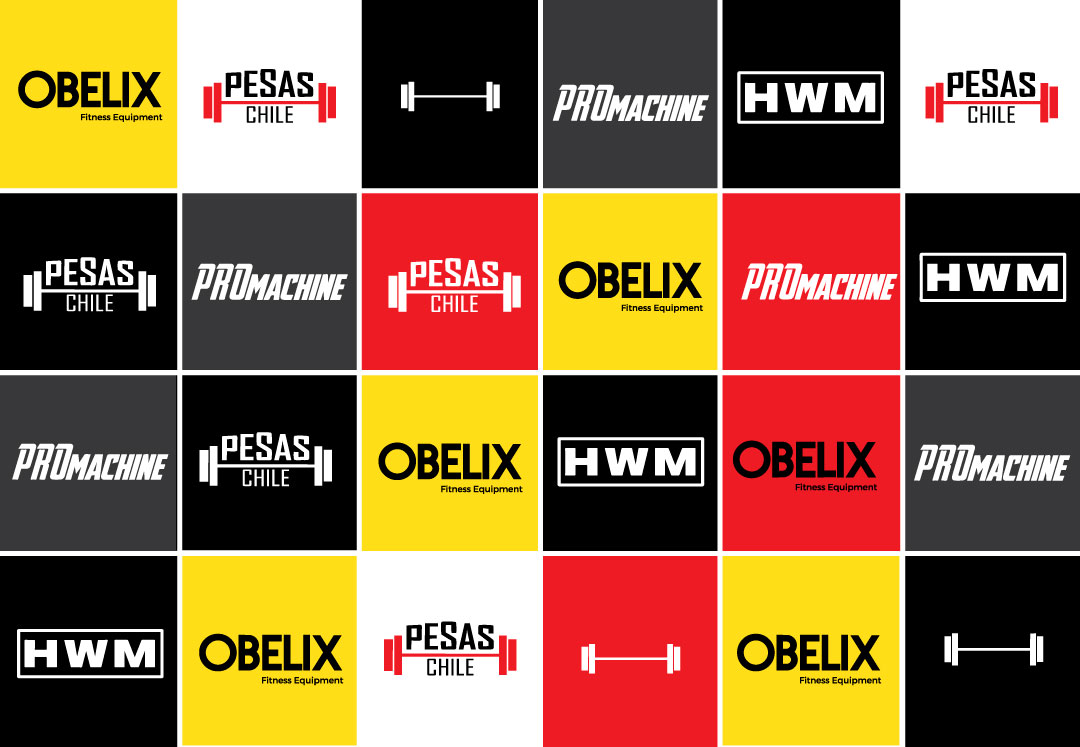 OBELIX
Fitness Equipment
PESAS
CHILE
PROMACHINE
HWM
PESAS
CHILE
PESAS
CHILE
PROMACHINE
PESAS
CHILE
OBELIX
Fitness Equipment
PROMACHINE
HWM
PROMACHINE
PESAS
CHILE
OBELIX
Fitness Equipment
HWM
OBELIX
Fitness Equipment
PROMACHINE
HWM
OBELIX
Fitness Equipment
PESAS
CHILE
OBELIX
Fitness Equipment